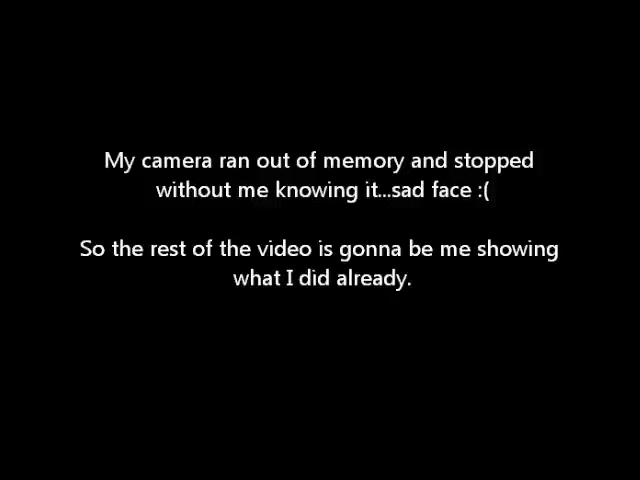 My camera ran out of memory and stopped
without me knowing it...sad face :(
So the rest of the video is gonna be me showing
what I did already.